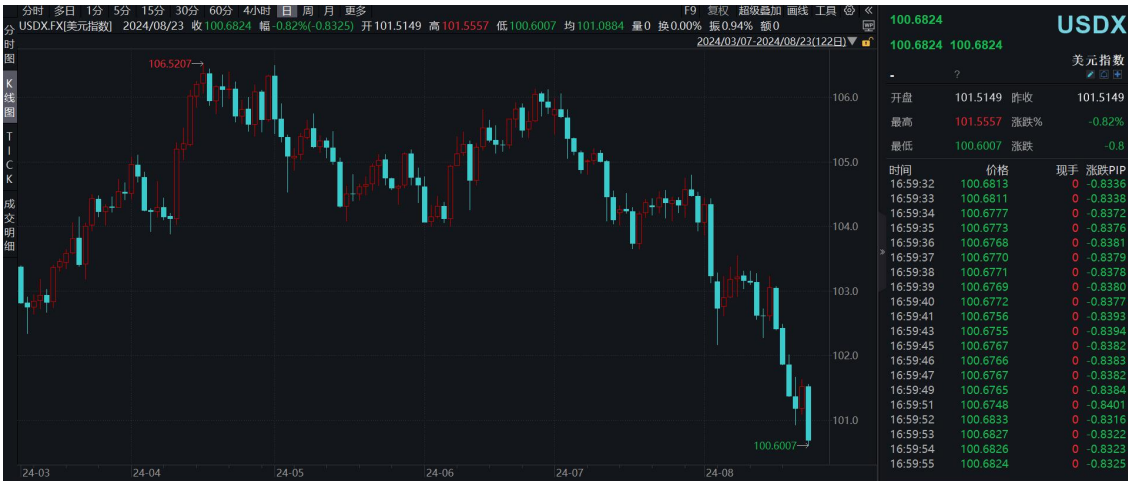 分时 多日 1分 5分 15分 30分 60分 4小时 日 周 月 更多 F9 复权 超级叠加 画线 工具
USDX.FX[美元指数] 2024/08/23 收100.6824 幅-0.82%(-0.8325) 开101.5149 高101.5557 低100.6007 均101.0884 量0 换0.00% 振0.94% 额0
2024/03/07-2024/08/23(122日)▼
分时图
K线图
TICK
成交明细
106.5207→
106.0
105.0
104.0
103.0
102.0
101.0
100.6007→
24-03 24-04 24-05 24-06 24-07 24-08
100.6824 USDX
100.6824 100.6824
美元指数
- ?
开盘 101.5149 昨收 101.5149
最高 101.5557 涨跌% -0.82%
最低 100.6007 涨跌 -0.8
时间 价格 现手 涨跌PIP
16:59:32 100.6813 0 -0.8336
16:59:33 100.6811 0 -0.8338
16:59:34 100.6777 0 -0.8372
16:59:35 100.6773 0 -0.8376
16:59:36 100.6768 0 -0.8381
16:59:37 100.6770 0 -0.8379
16:59:38 100.6771 0 -0.8378
16:59:39 100.6769 0 -0.8380
16:59:40 100.6772 0 -0.8377
16:59:41 100.6756 0 -0.8393
16:59:43 100.6755 0 -0.8394
16:59:45 100.6767 0 -0.8382
16:59:46 100.6766 0 -0.8383
16:59:47 100.6767 0 -0.8382
16:59:49 100.6765 0 -0.8384
16:59:51 100.6748 0 -0.8401
16:59:52 100.6833 0 -0.8316
16:59:53 100.6827 0 -0.8322
16:59:54 100.6826 0 -0.8323
16:59:55 100.6824 0 -0.8325